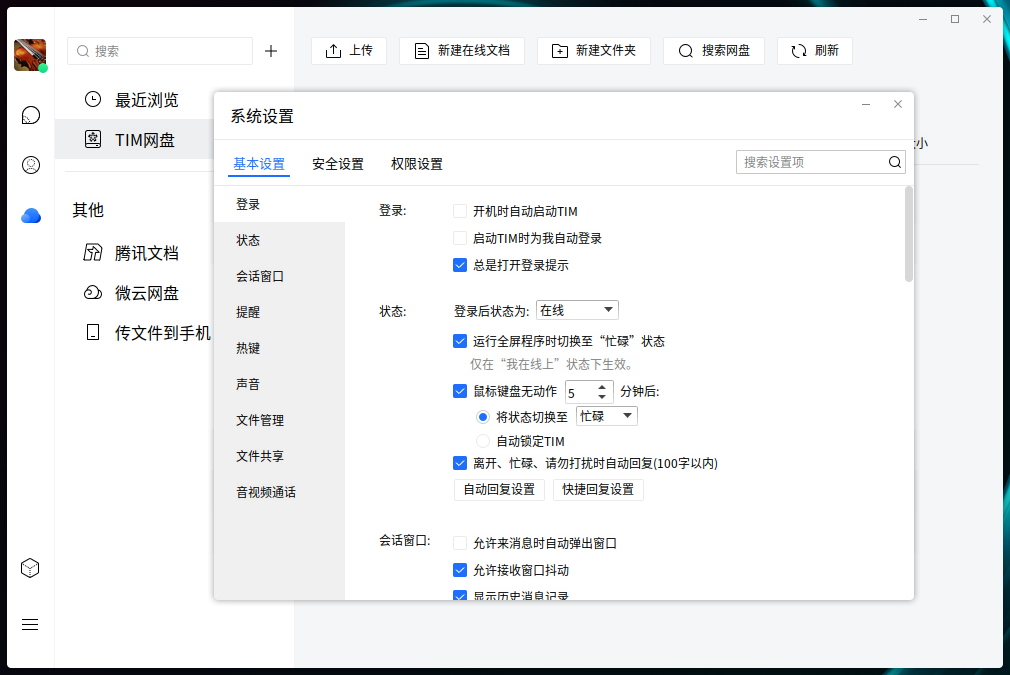 搜索
上传
新建在线文档
新建文件夹
搜索网盘
刷新
最近浏览
TIM网盘
其他
腾讯文档
微云网盘
传文件到手机
小
系统设置
基本设置
安全设置
权限设置
搜索设置项
登录
状态
会话窗口
提醒
热键
声音
文件管理
文件共享
音视频通话
登录:
开机时自动启动TIM
启动TIM时为我自动登录
总是打开登录提示
状态:
登录后状态为: 在线
运行全屏程序时切换至“忙碌”状态
仅在“我在线上”状态下生效。
鼠标键盘无动作 5 分钟后:
将状态切换至 忙碌
自动锁定TIM
离开、忙碌、请勿打扰时自动回复(100字以内)
自动回复设置 快捷回复设置
会话窗口:
允许来消息时自动弹出窗口
允许接收窗口抖动
显示历史消息记录